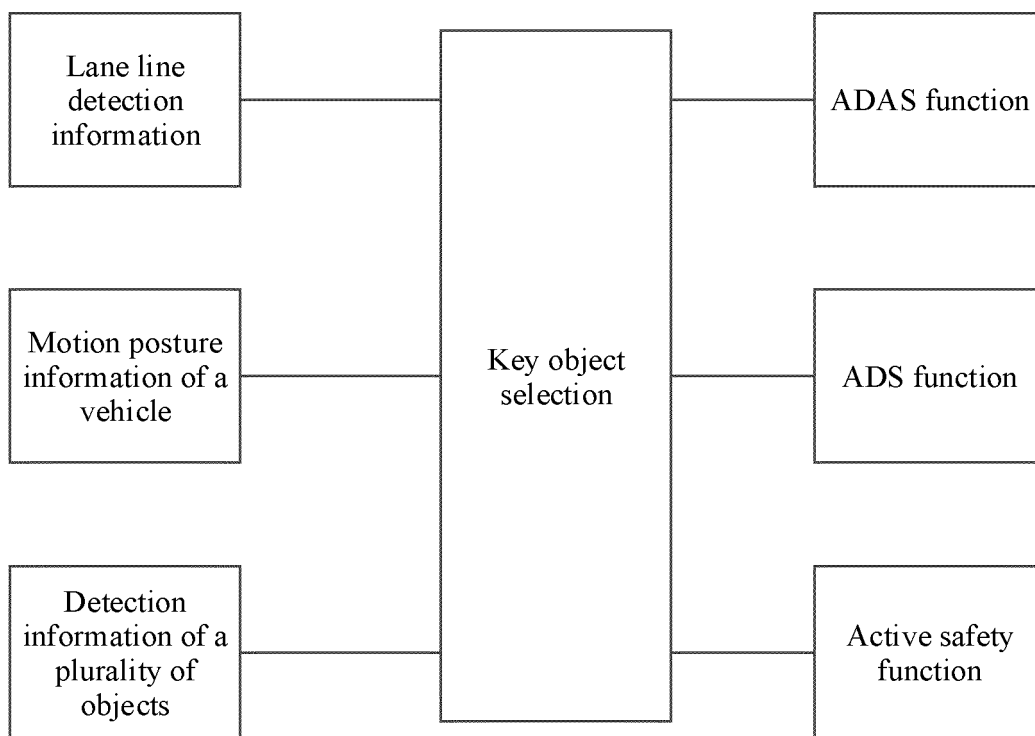 Lane line
detection
information
Motion posture
information of a
vehicle
Detection
information of a
plurality of
objects
Key object
selection
ADAS function
ADS function
Active safety
function